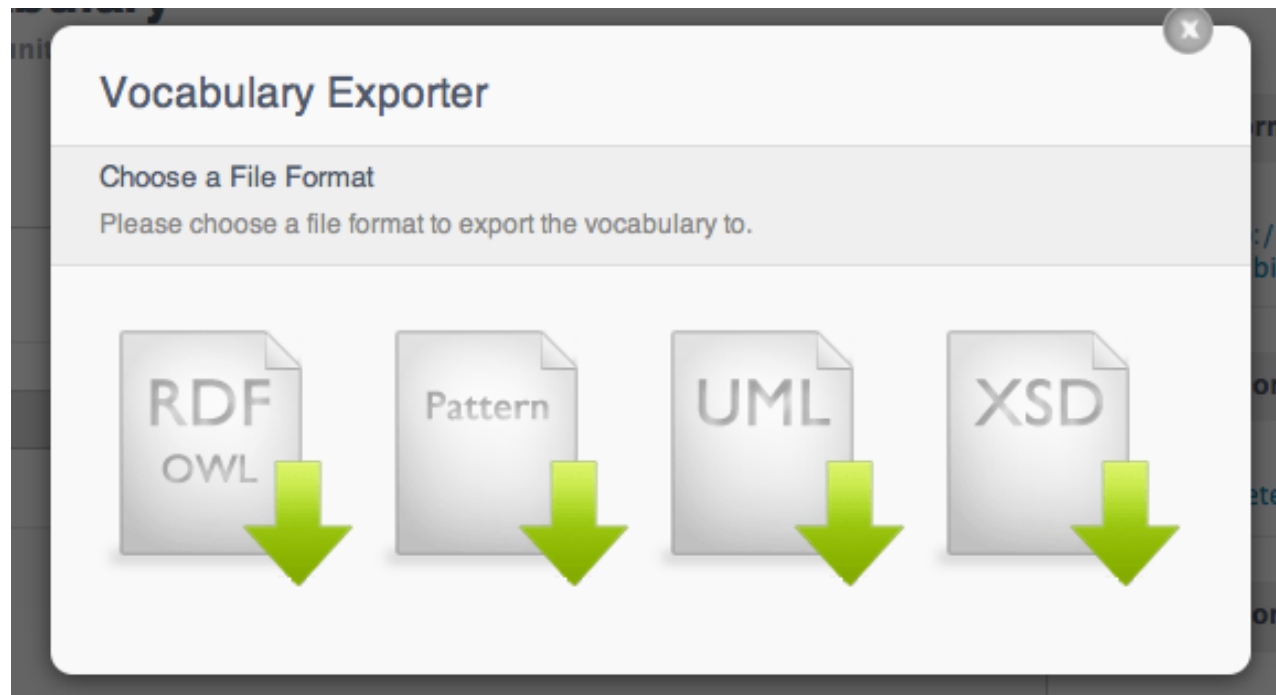 Vocabulary Exporter
Choose a File Format
Please choose a file format to export the vocabulary to.
RDF
OWL
Pattern
UML
XSD